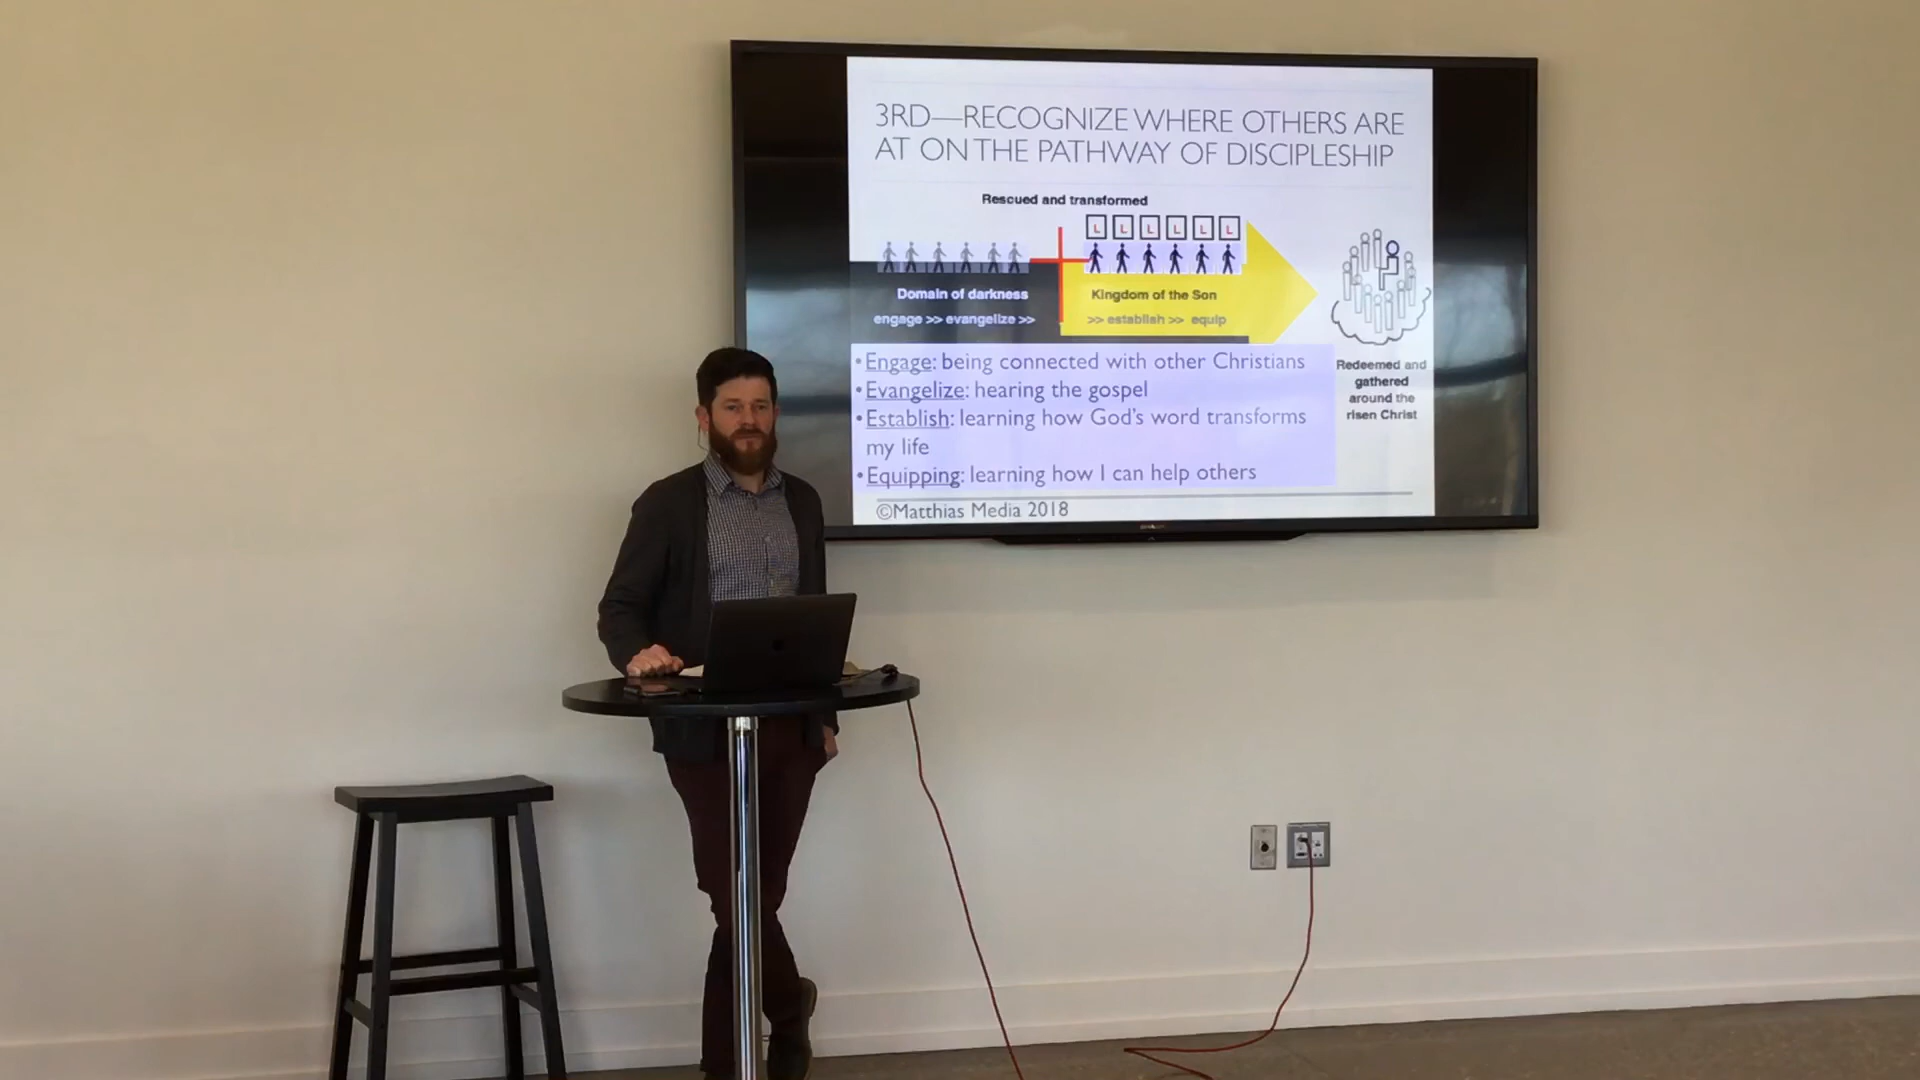 3RD—RECOGNIZE WHERE OTHERS ARE
AT ON THE PATHWAY OF DISCIPLESHIP
Rescued and transformed
L L L L L L
Domain of darkness
Kingdom of the Son
engage >> evangelize >>
>> establish >> equip
• Engage: being connected with other Christians
• Evangelize: hearing the gospel
• Establish: learning how God's word transforms
my life
• Equipping: learning how I can help others
Redeemed and
gathered
around the
risen Christ
©Matthias Media 2018